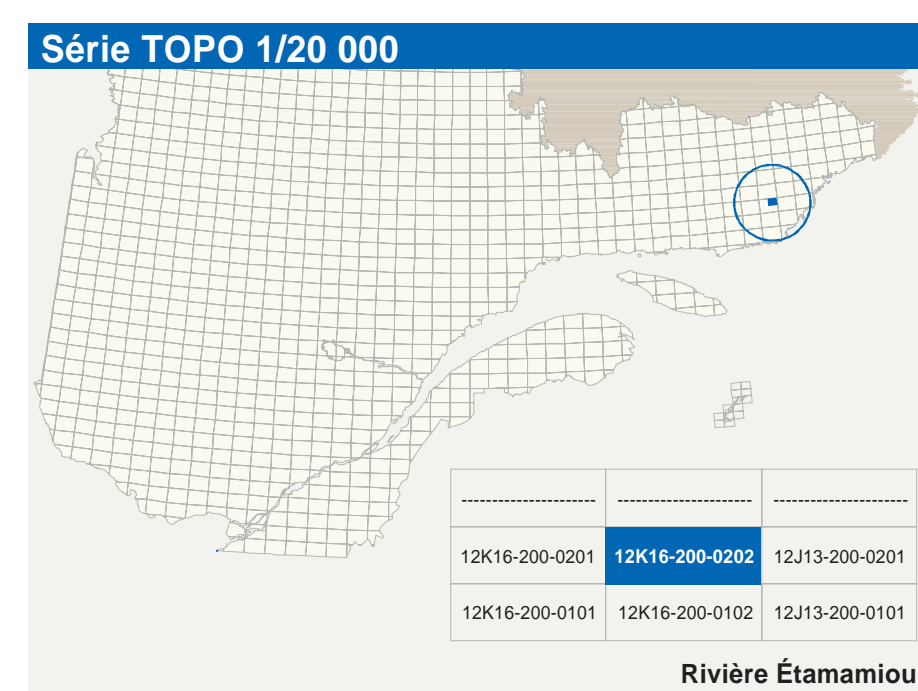 Série TOPO 1/20 000
---------------------- ---------------------- ----------------------
12K16-200-0201 12K16-200-0202 12J13-200-0201
12K16-200-0101 12K16-200-0102 12J13-200-0101
Rivière Étamamiou